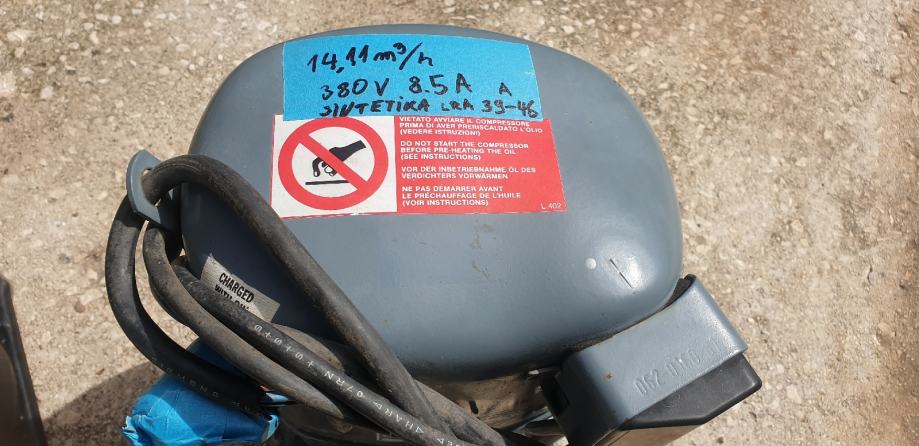 14,11 m³/h
380V 8.5A A
SINTETIKA LRA 39-46
VIETATO AVVIARE IL COMPRESSORE
PRIMA DI AVER PRERISCALDATO L'OLIO
(VEDERE ISTRUZIONI)
DO NOT START THE COMPRESSOR
BEFORE PRE-HEATING THE OIL
(SEE INSTRUCTIONS)
VOR DER INBETRIEBNAHME ÖL DES
VERDICHTERS VORWÄRMEN
NE PAS DÉMARRER AVANT
LE PRÉCHAUFFAGE DE L'HUILE
(VOIR INSTRUCTIONS)
L.402
CHARGED
WITH
07RN